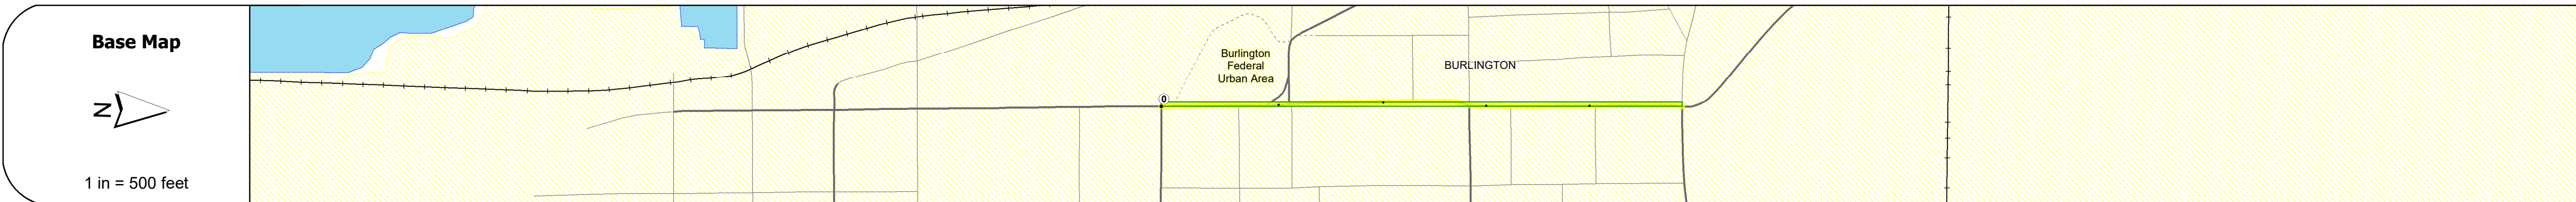 Base Map
N
1 in = 500 feet
0
Burlington
Federal
Urban Area
BURLINGTON